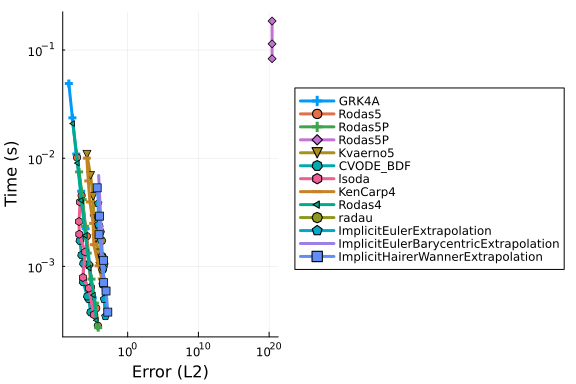 10⁻¹
10⁻²
10⁻³
Time (s)
10⁰
10¹⁰
10²⁰
Error (L2)
GRK4A
Rodas5
Rodas5P
Rodas5P
Kvaerno5
CVODE_BDF
lsoda
KenCarp4
Rodas4
radau
ImplicitEulerExtrapolation
ImplicitEulerBarycentricExtrapolation
ImplicitHairerWannerExtrapolation